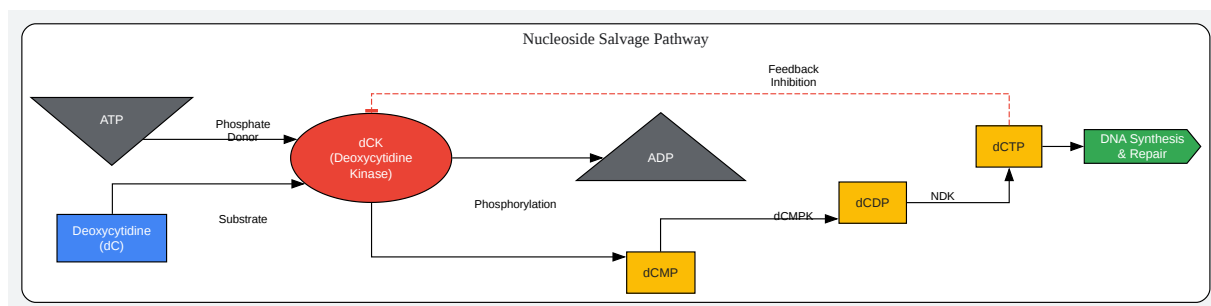 Nucleoside Salvage Pathway
Feedback
Inhibition
ATP
Phosphate
Donor
dCK
(Deoxycytidine
Kinase)
ADP
dCTP
DNA Synthesis
& Repair
Deoxycytidine
(dC)
Substrate
Phosphorylation
dCMP
dCMPK
dCDP
NDK